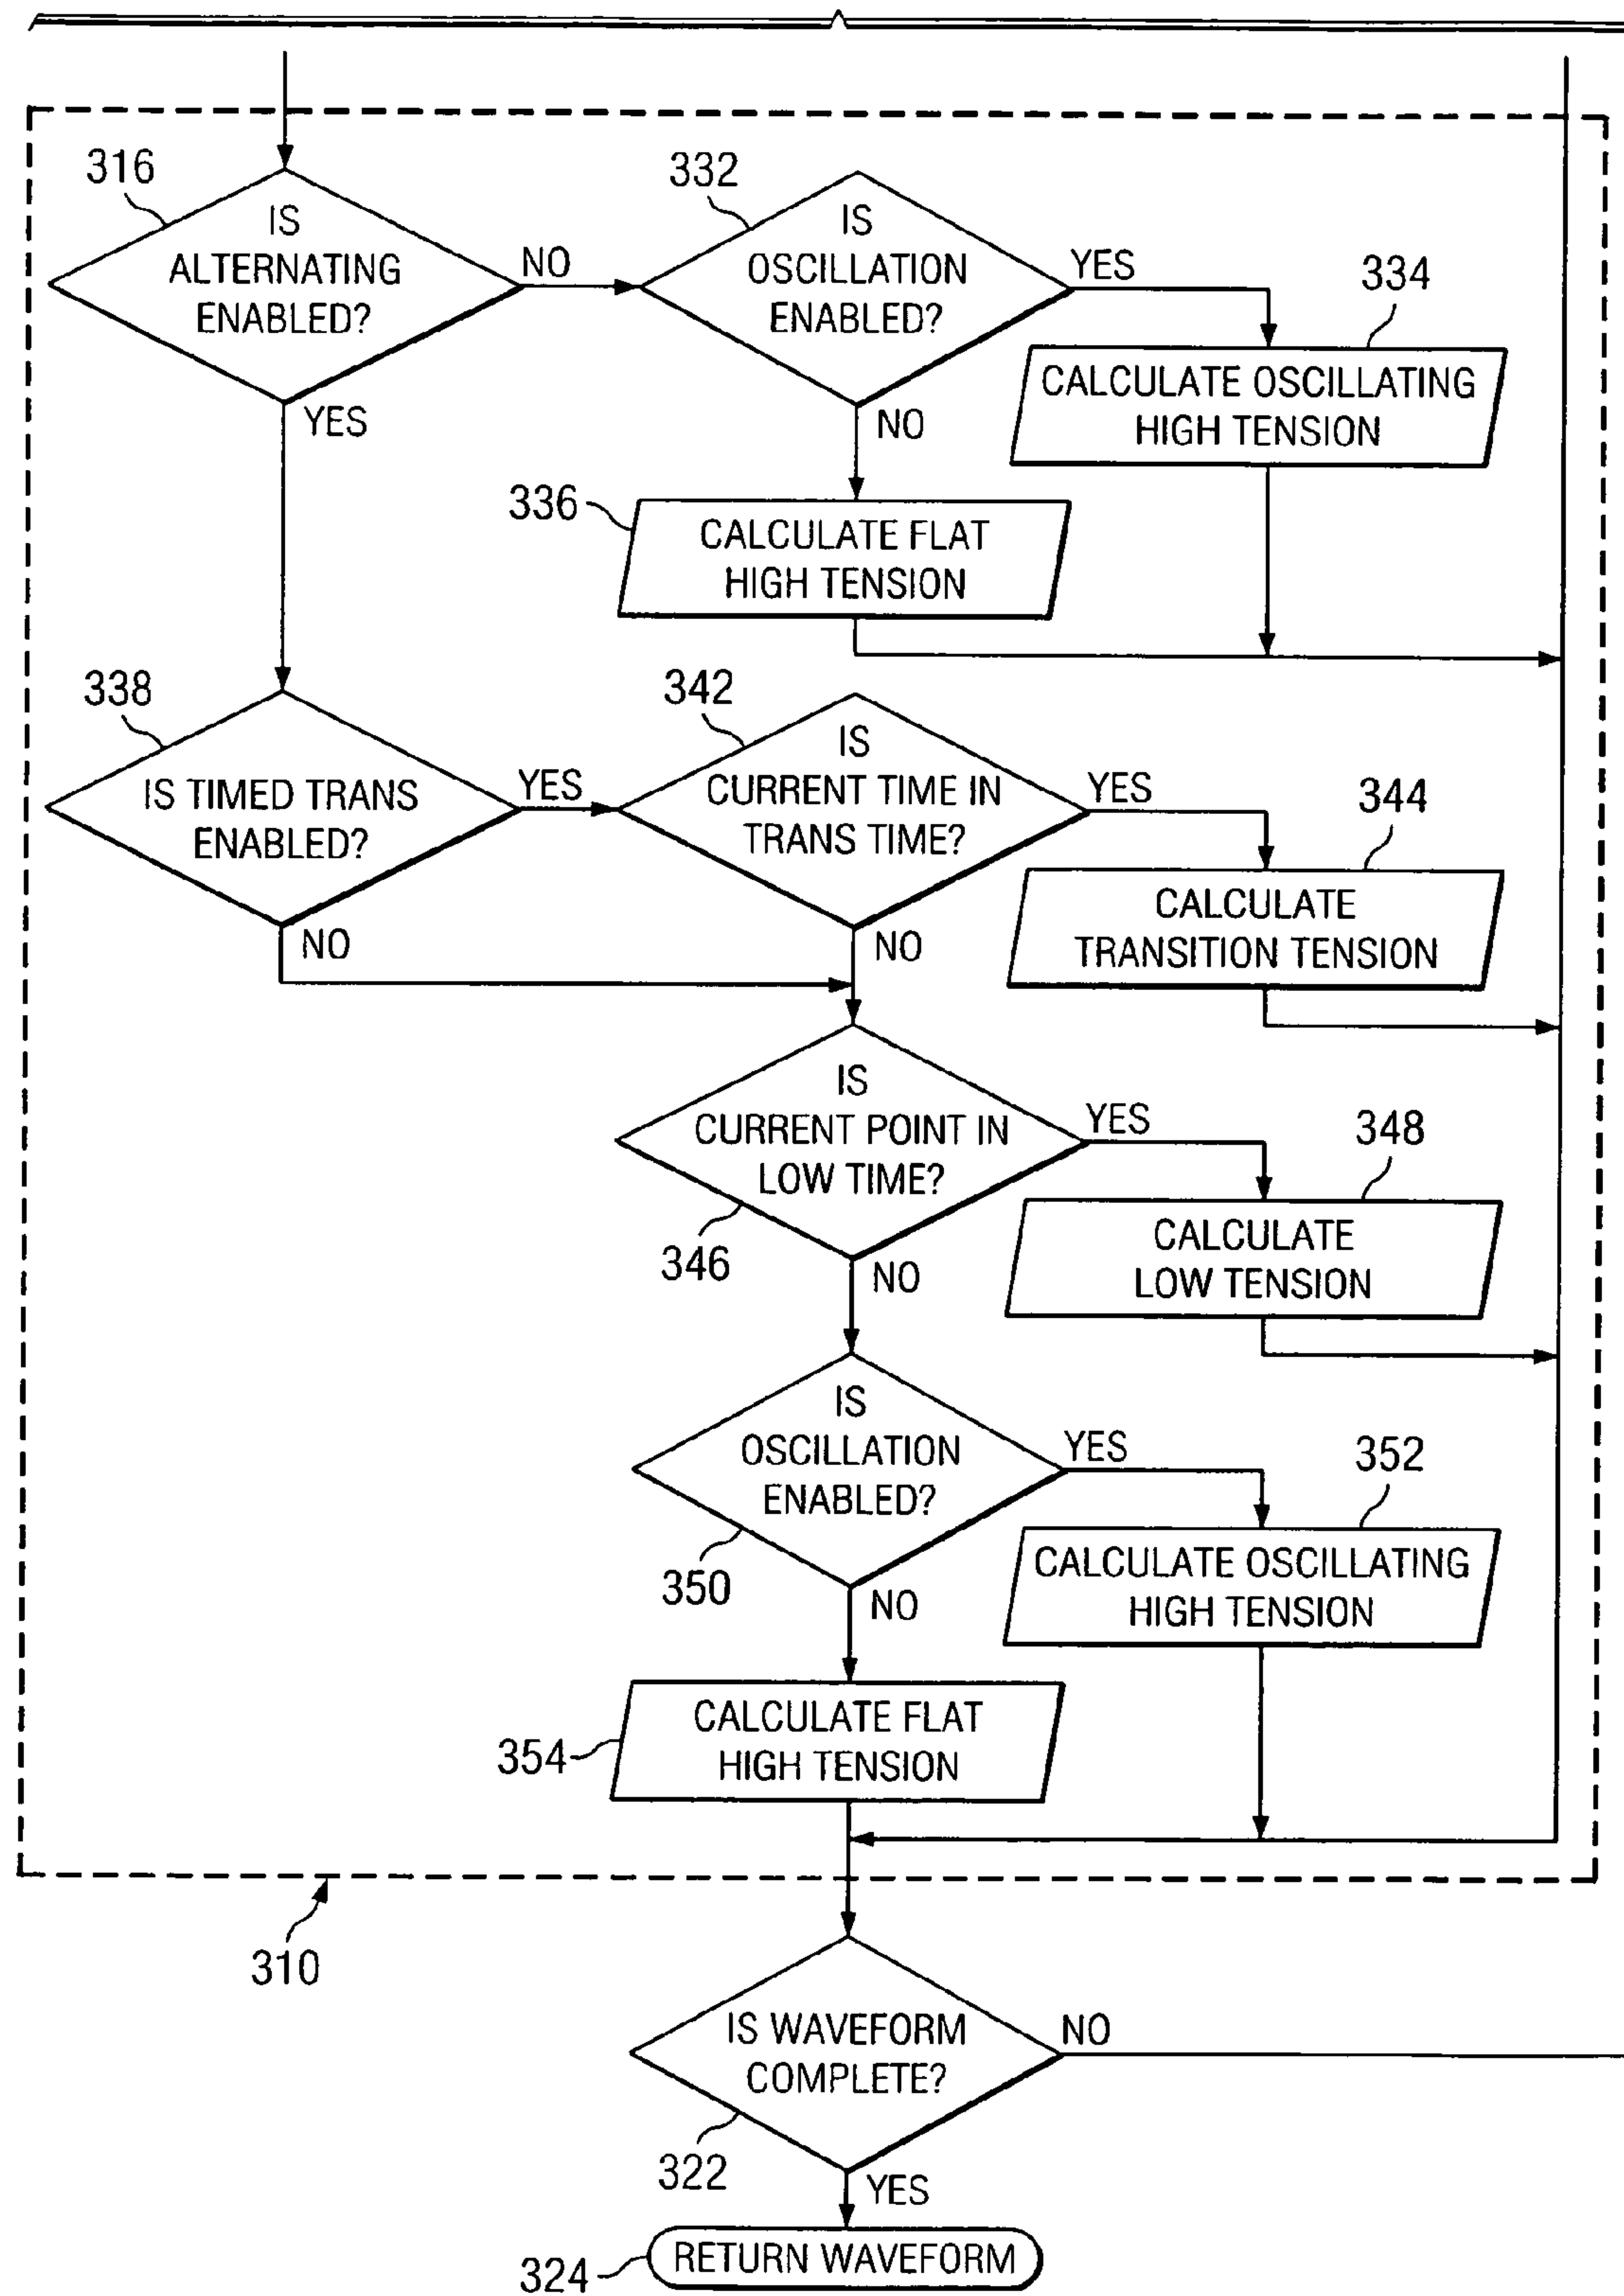 316
IS
ALTERNATING
ENABLED?
NO
YES
332
IS
OSCILLATION
ENABLED?
YES
NO
334
CALCULATE OSCILLATING
HIGH TENSION
336
CALCULATE FLAT
HIGH TENSION
338
IS TIMED TRANS
ENABLED?
YES
NO
342
IS
CURRENT TIME IN
TRANS TIME?
YES
NO
344
CALCULATE
TRANSITION TENSION
IS
CURRENT POINT IN
LOW TIME?
346
YES
NO
348
CALCULATE
LOW TENSION
IS
OSCILLATION
ENABLED?
350
YES
NO
352
CALCULATE OSCILLATING
HIGH TENSION
354
CALCULATE FLAT
HIGH TENSION
310
IS WAVEFORM
COMPLETE?
NO
322
YES
324
RETURN WAVEFORM